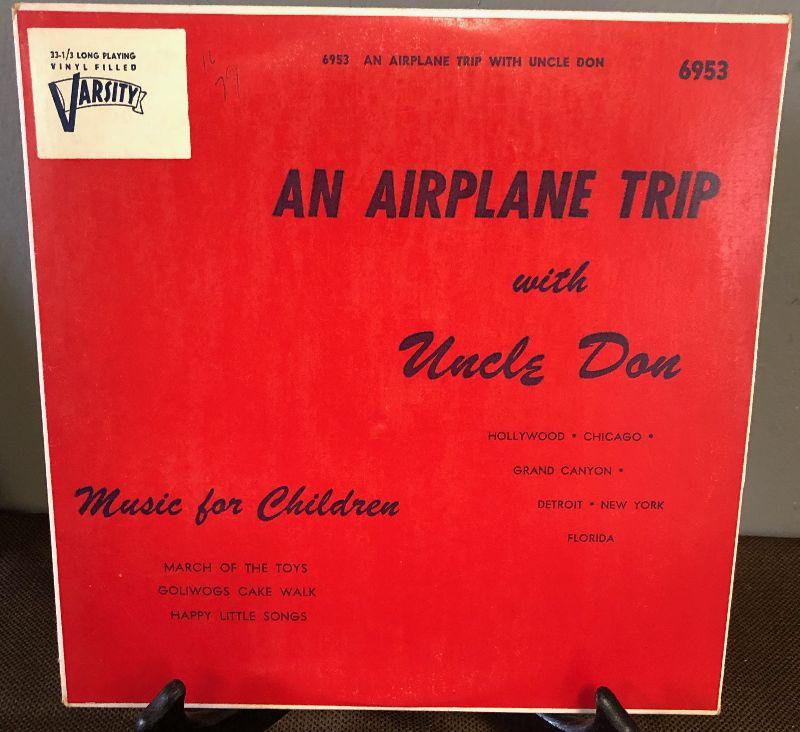 33-1/3 LONG PLAYING
VINYL FILLED
VARSITY
6953 AN AIRPLANE TRIP WITH UNCLE DON
6953
AN AIRPLANE TRIP
with
Uncle Don
HOLLYWOOD • CHICAGO •
GRAND CANYON •
DETROIT • NEW YORK
FLORIDA
Music for Children
MARCH OF THE TOYS
GOLIWOGS CAKE WALK
HAPPY LITTLE SONGS